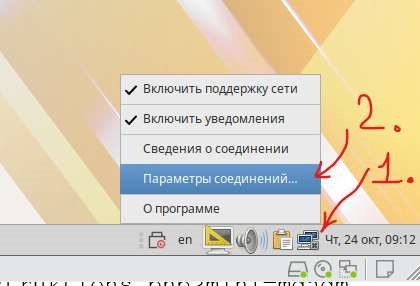 Включить поддержку сети
2.
Включить уведомления
Сведения о соединении
1.
Параметры соединений...
О программе
en
Чт, 24 окт, 09:12